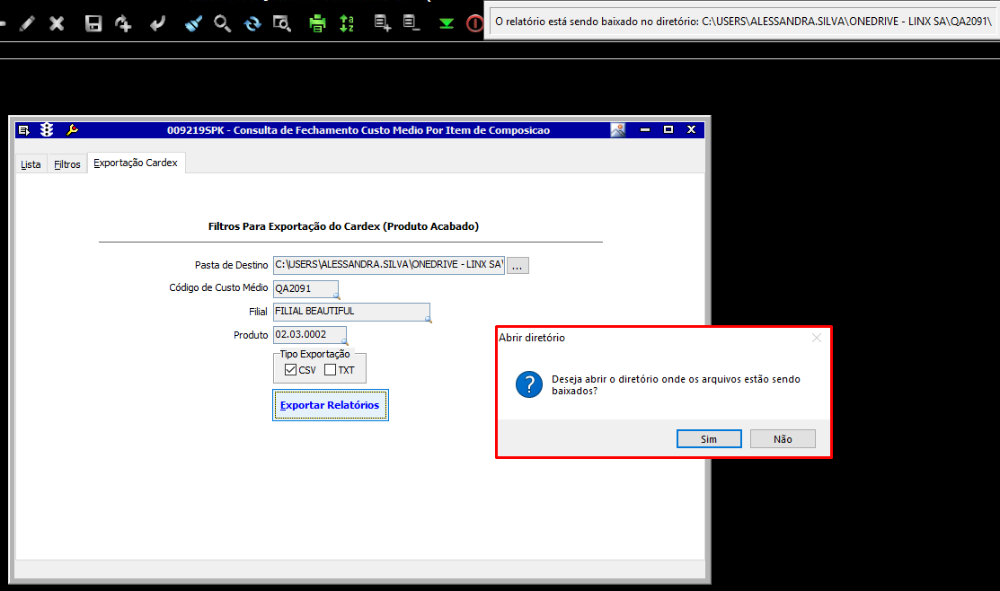 O relatório está sendo baixado no diretório: C:\USERS\ALESSANDRA.SILVA\ONEDRIVE - LINX SA\QA2091\
009219SPK - Consulta de Fechamento Custo Medio Por Item de Composicao
Lista Filtros Exportação Cardex
Filtros Para Exportação do Cardex (Produto Acabado)
Pasta de Destino C:\USERS\ALESSANDRA.SILVA\ONEDRIVE - LINX SA\ ...
Código de Custo Médio QA2091
Filial FILIAL BEAUTIFUL
Produto 02.03.0002
Tipo Exportação
CSV TXT
Exportar Relatórios
Abrir diretório
Deseja abrir o diretório onde os arquivos estão sendo
baixados?
Sim Não